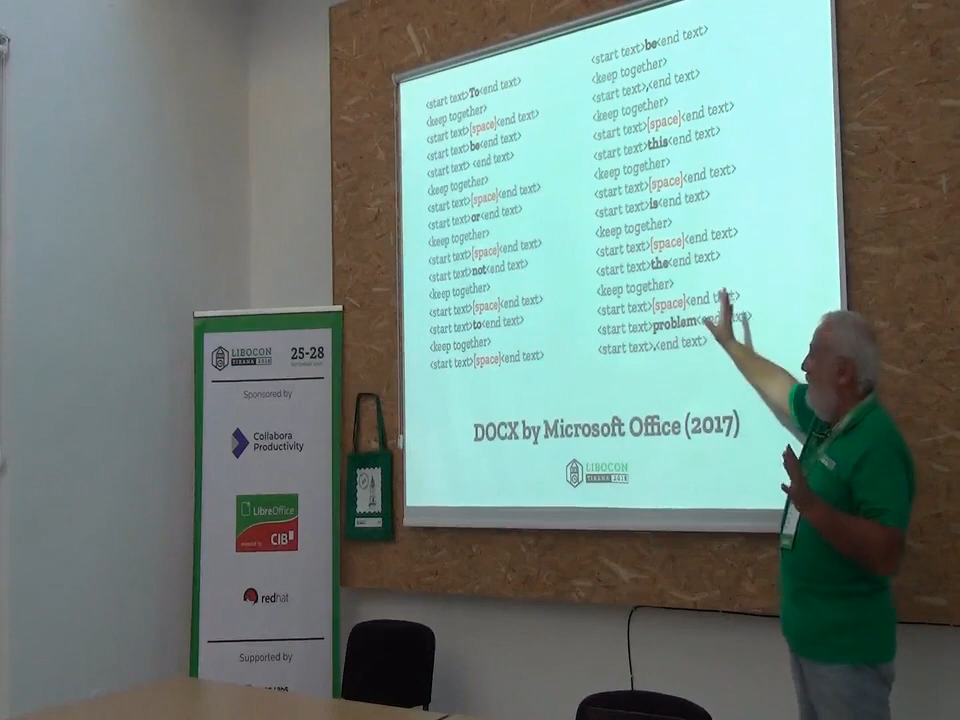 <start text>To<end text>
<keep together>
<start text>[space]<end text>
<start text>be<end text>
<start text> <end text>
<keep together>
<start text>[space]<end text>
<start text>or<end text>
<keep together>
<start text>[space]<end text>
<start text>not<end text>
<keep together>
<start text>[space]<end text>
<start text>to<end text>
<keep together>
<start text>[space]<end text>
<start text>be<end text>
<keep together>
<start text>,<end text>
<keep together>
<start text>[space]<end text>
<start text>this<end text>
<keep together>
<start text>[space]<end text>
<start text>is<end text>
<keep together>
<start text>[space]<end text>
<start text>the<end text>
<keep together>
<start text>[space]<end text>
<start text>problem<end text>
<start text>.<end text>
DOCX by Microsoft Office (2017)
LIBOCON
TIRANA 2018
LIBOCON
TIRANA 2018
25-28
Sponsored by
Collabora
Productivity
LibreOffice
powered by CIB
redhat
Supported by